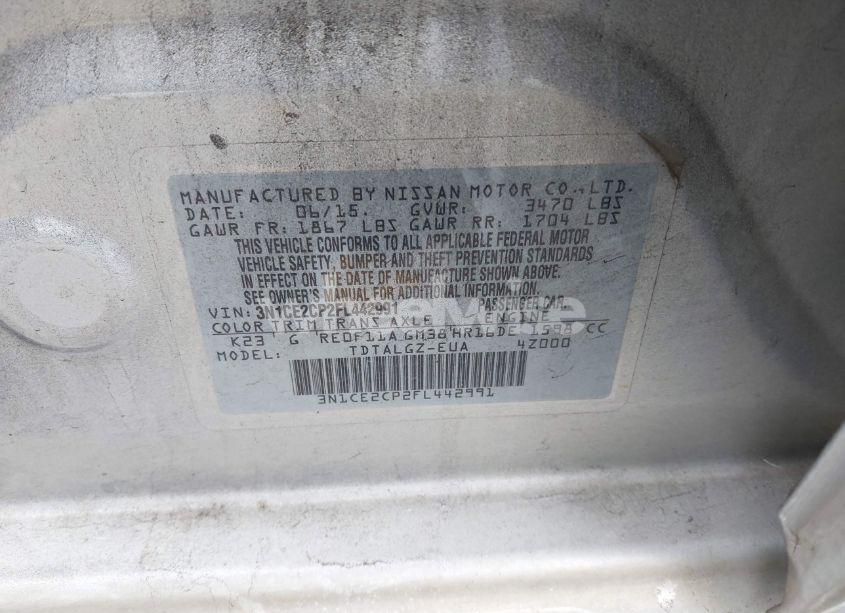 MANUFACTURED BY NISSAN MOTOR CO., LTD.
DATE: 06/15. GVWR: 3470 LBS
GAWR FR: 1867 LBS GAWR RR: 1704 LBS
THIS VEHICLE CONFORMS TO ALL APPLICABLE FEDERAL MOTOR
VEHICLE SAFETY, BUMPER AND THEFT PREVENTION STANDARDS
IN EFFECT ON THE DATE OF MANUFACTURE SHOWN ABOVE.
SEE OWNER'S MANUAL FOR ADDITIONAL INFORMATION.
VIN: 3N1CE2CP2FL442991 PASSENGER CAR
COLOR TRIM TRANS AXLE ENGINE
K23 G RE0F11A GM38 HR16DE 1598 CC
MODEL: TDTALGZ-EUA 4Z000
3N1CE2CP2FL442991